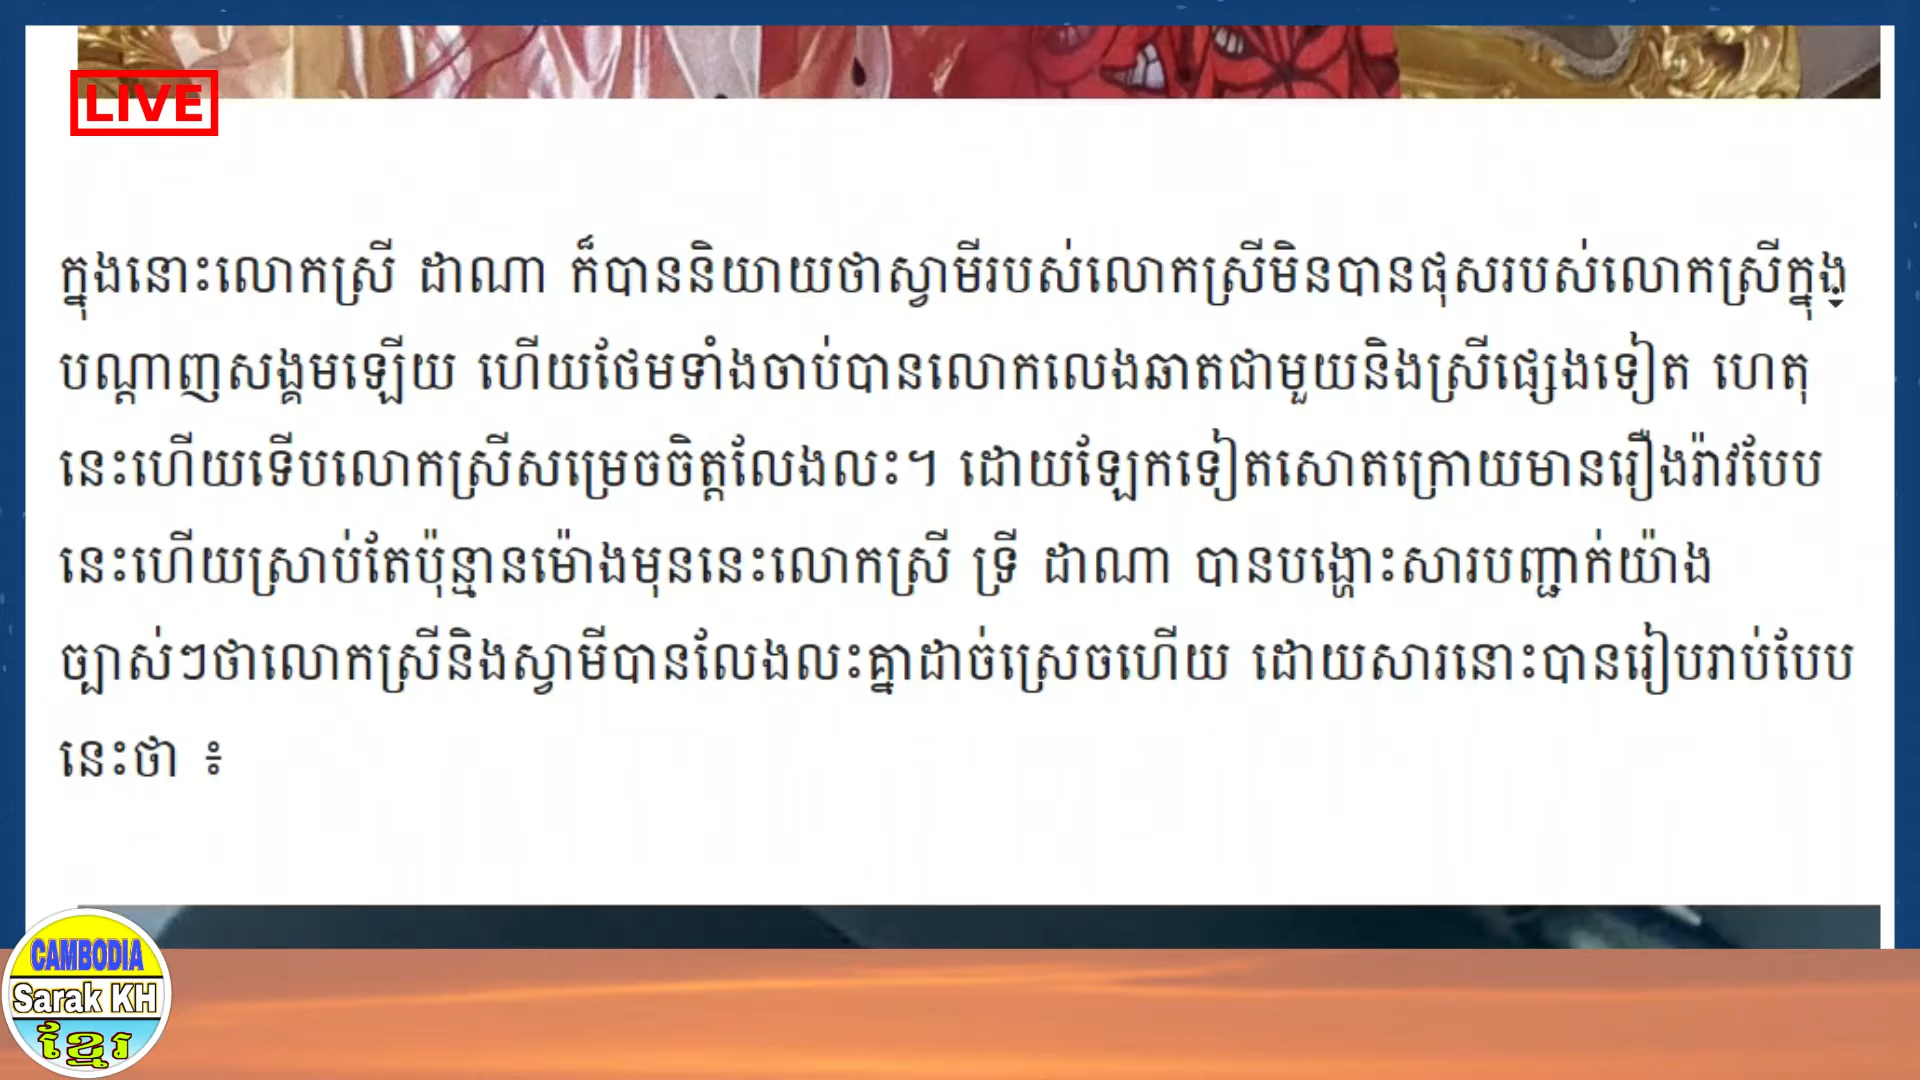 LIVE
ក្នុងនោះលោកស្រី ដាណា ក៏បាននិយាយថាស្វាមីរបស់លោកស្រីមិនបានផុសរបស់លោកស្រីក្នុង
បណ្ដាញសង្គមឡើយ ហើយថែមទាំងចាប់បានលោកលេងឆាតជាមួយនិងស្រីផ្សេងទៀត ហេតុ
នេះហើយទើបលោកស្រីសម្រេចចិត្តលែងលះ។ ដោយឡែកទៀតសោតក្រោយមានរឿងរ៉ាវបែប
នេះហើយស្រាប់តែប៉ុន្មានម៉ោងមុននេះលោកស្រី ទ្រី ដាណា បានបង្ហោះសារបញ្ជាក់យ៉ាង
ច្បាស់ៗថាលោកស្រីនិងស្វាមីបានលែងលះគ្នាដាច់ស្រេចហើយ ដោយសារនោះបានរៀបរាប់បែប
នេះថា ៖
CAMBODIA
Sarak KH
ខ្មែរ